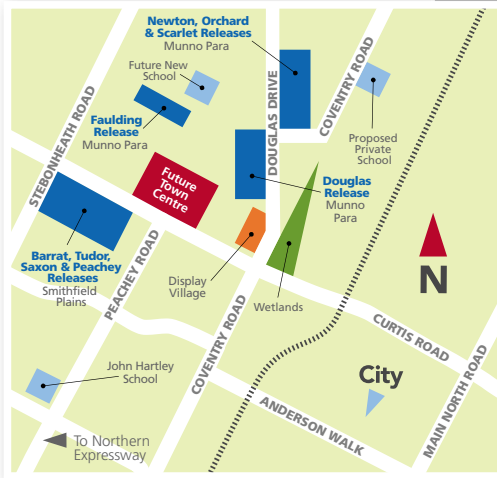 Newton, Orchard
& Scarlet Releases
Munno Para
Future New
School
STEBONHEATH ROAD
Faulding
Release
Munno Para
DOUGLAS DRIVE
COVENTRY ROAD
Proposed
Private
School
Future
Town
Centre
Douglas
Release
Munno
Para
Barrat, Tudor,
Saxon & Peachey
Releases
Smithfield
Plains
PEACHEY ROAD
Display
Village
Wetlands
N
COVENTRY ROAD
CURTIS ROAD
John Hartley
School
City
ANDERSON WALK
MAIN NORTH ROAD
To Northern
Expressway